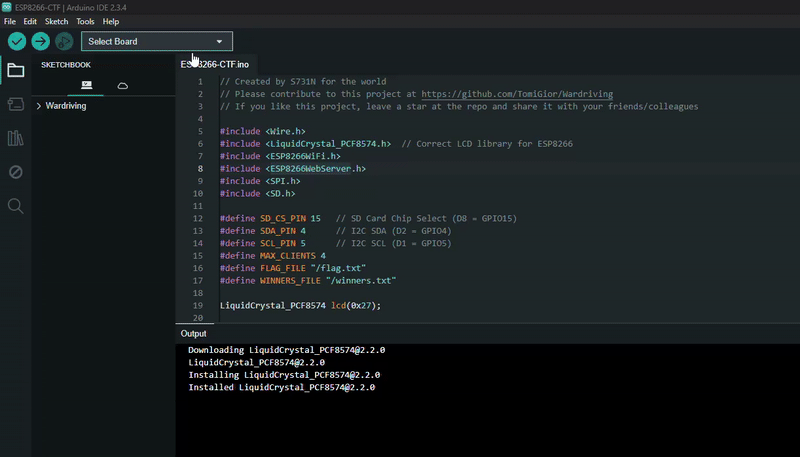 ESP8266-CTF | Arduino IDE 2.3.4
File Edit Sketch Tools Help
Select Board
SKETCHBOOK
Wardriving
ESP8266-CTF.ino
1 // Created by S731N for the world
2 // Please contribute to this project at https://github.com/TomiGior/Wardriving
3 // If you like this project, leave a star at the repo and share it with your friends/colleagues
4
5 #include <Wire.h>
6 #include <LiquidCrystal_PCF8574.h> // Correct LCD library for ESP8266
7 #include <ESP8266WiFi.h>
8 #include <ESP8266WebServer.h>
9 #include <SPI.h>
10 #include <SD.h>
11
12 #define SD_CS_PIN 15 // SD Card Chip Select (D8 = GPIO15)
13 #define SDA_PIN 4 // I2C SDA (D2 = GPIO4)
14 #define SCL_PIN 5 // I2C SCL (D1 = GPIO5)
15 #define MAX_CLIENTS 4
16 #define FLAG_FILE "/flag.txt"
17 #define WINNERS_FILE "/winners.txt"
18
19 LiquidCrystal_PCF8574 lcd(0x27);
20
Output
Downloading LiquidCrystal_PCF8574@2.2.0
LiquidCrystal_PCF8574@2.2.0
Installing LiquidCrystal_PCF8574@2.2.0
Installed LiquidCrystal_PCF8574@2.2.0